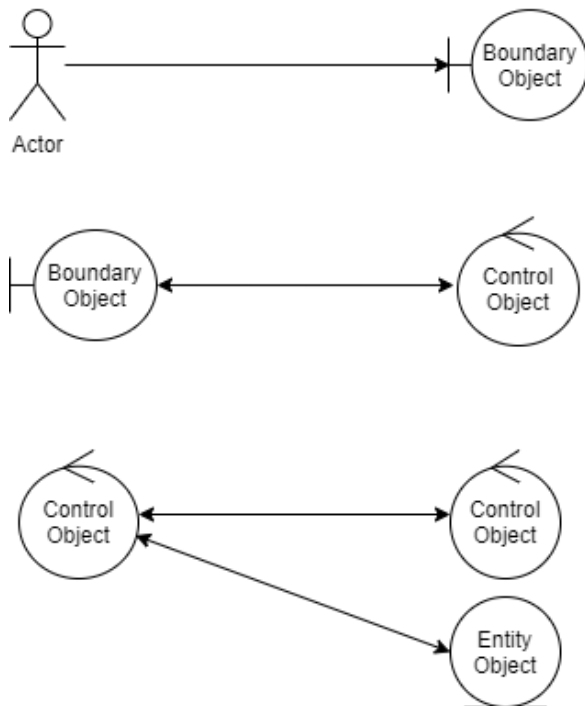 Boundary
Object
Actor
Boundary
Object
Control
Object
Control
Object
Control
Object
Entity
Object